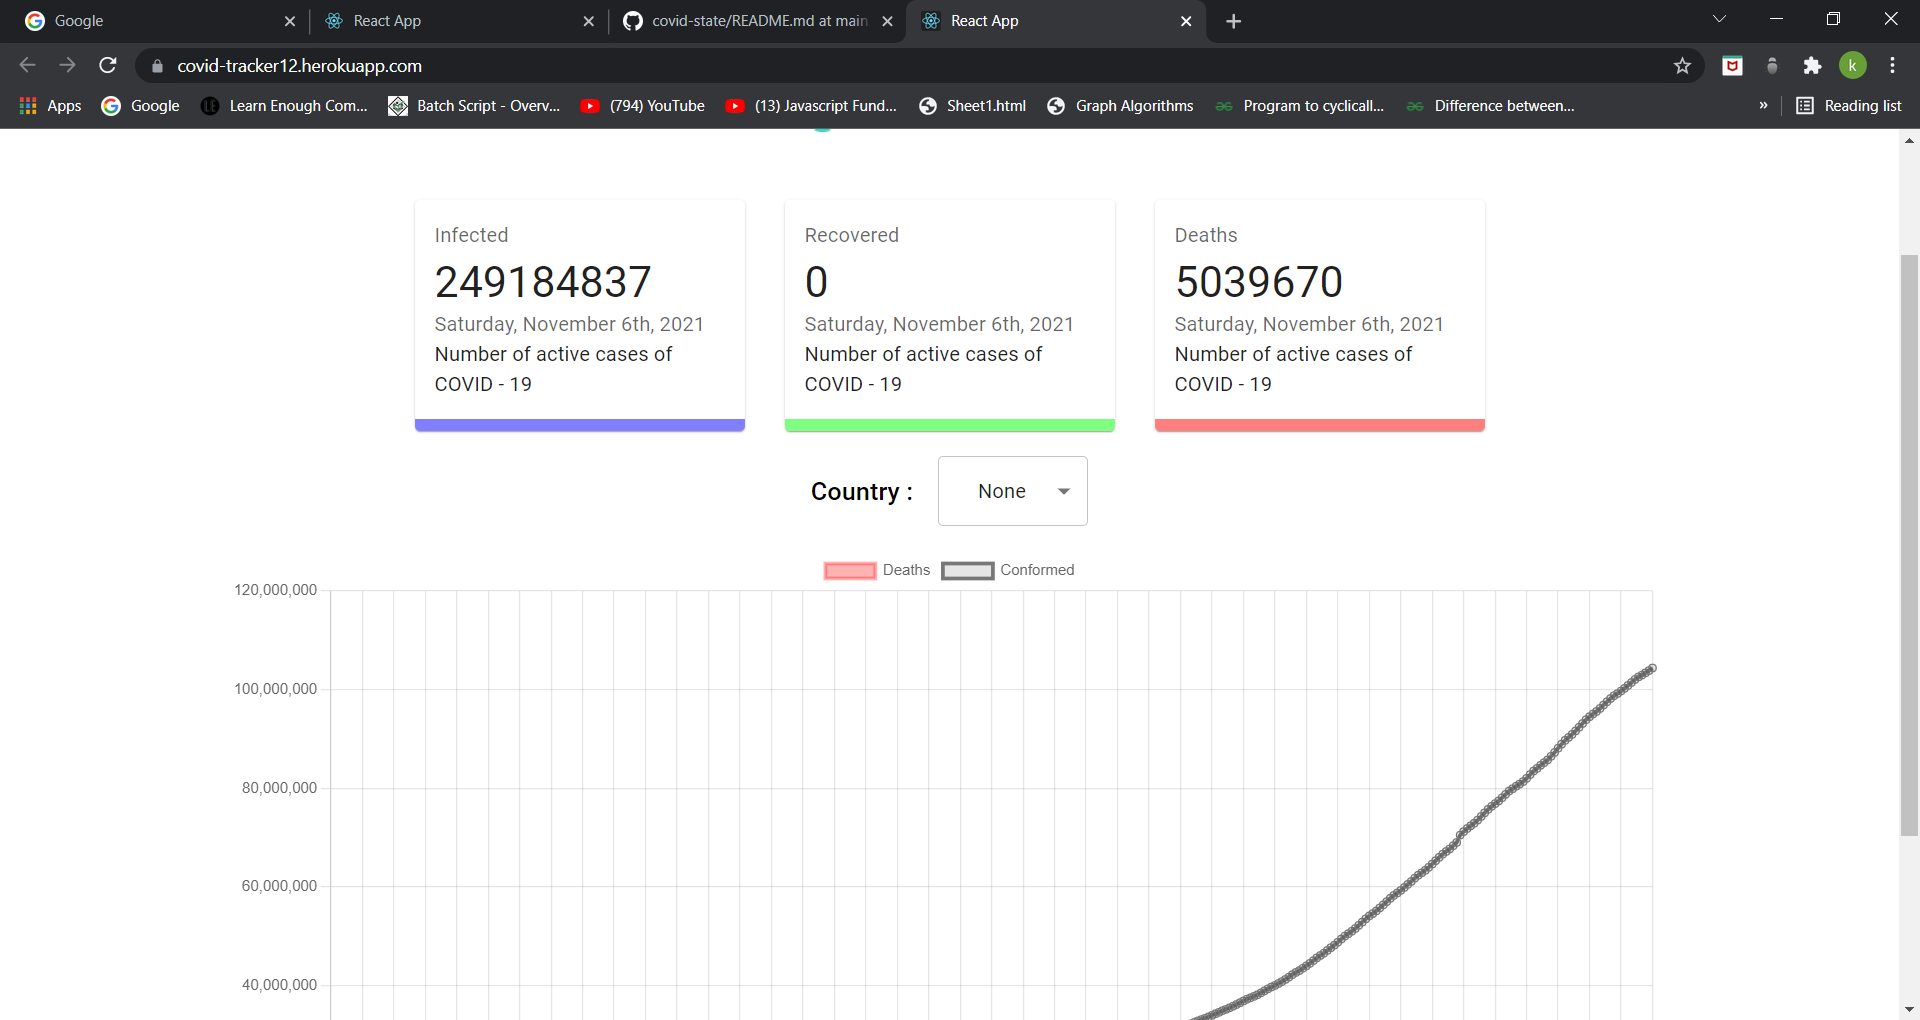 Google
React App
covid-state/README.md at main
React App
covid-tracker12.herokuapp.com
k
Apps
Google
LE Learn Enough Com...
Batch Script - Overv...
(794) YouTube
(13) Javascript Fund...
Sheet1.html
Graph Algorithms
Program to cyclicall...
Difference between...
»
Reading list
Infected
249184837
Saturday, November 6th, 2021
Number of active cases of
COVID - 19
Recovered
0
Saturday, November 6th, 2021
Number of active cases of
COVID - 19
Deaths
5039670
Saturday, November 6th, 2021
Number of active cases of
COVID - 19
Country : None
Deaths Conformed
120,000,000
100,000,000
80,000,000
60,000,000
40,000,000